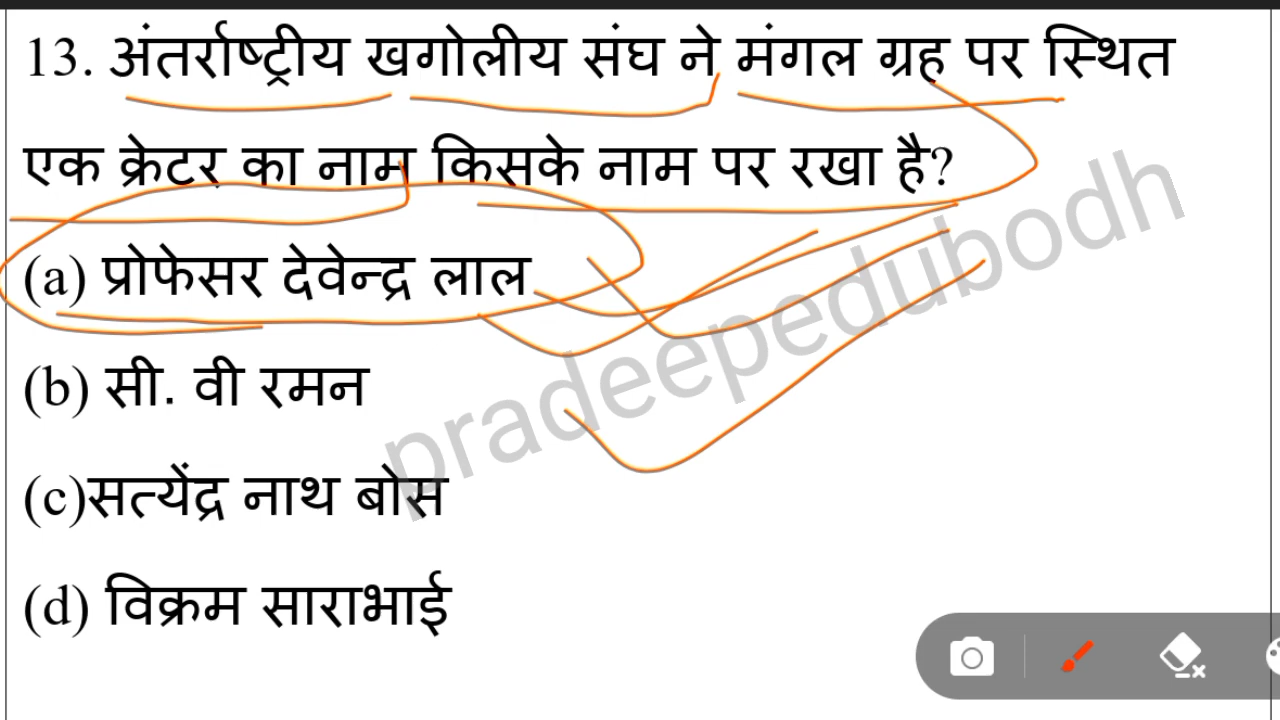 13. अंतर्राष्ट्रीय खगोलीय संघ ने मंगल ग्रह पर स्थित
एक क्रेटर का नाम किसके नाम पर रखा है?
(a) प्रोफेसर देवेन्द्र लाल
(b) सी. वी रमन
(c)सत्येंद्र नाथ बोस
(d) विक्रम साराभाई
pradeepedubodh